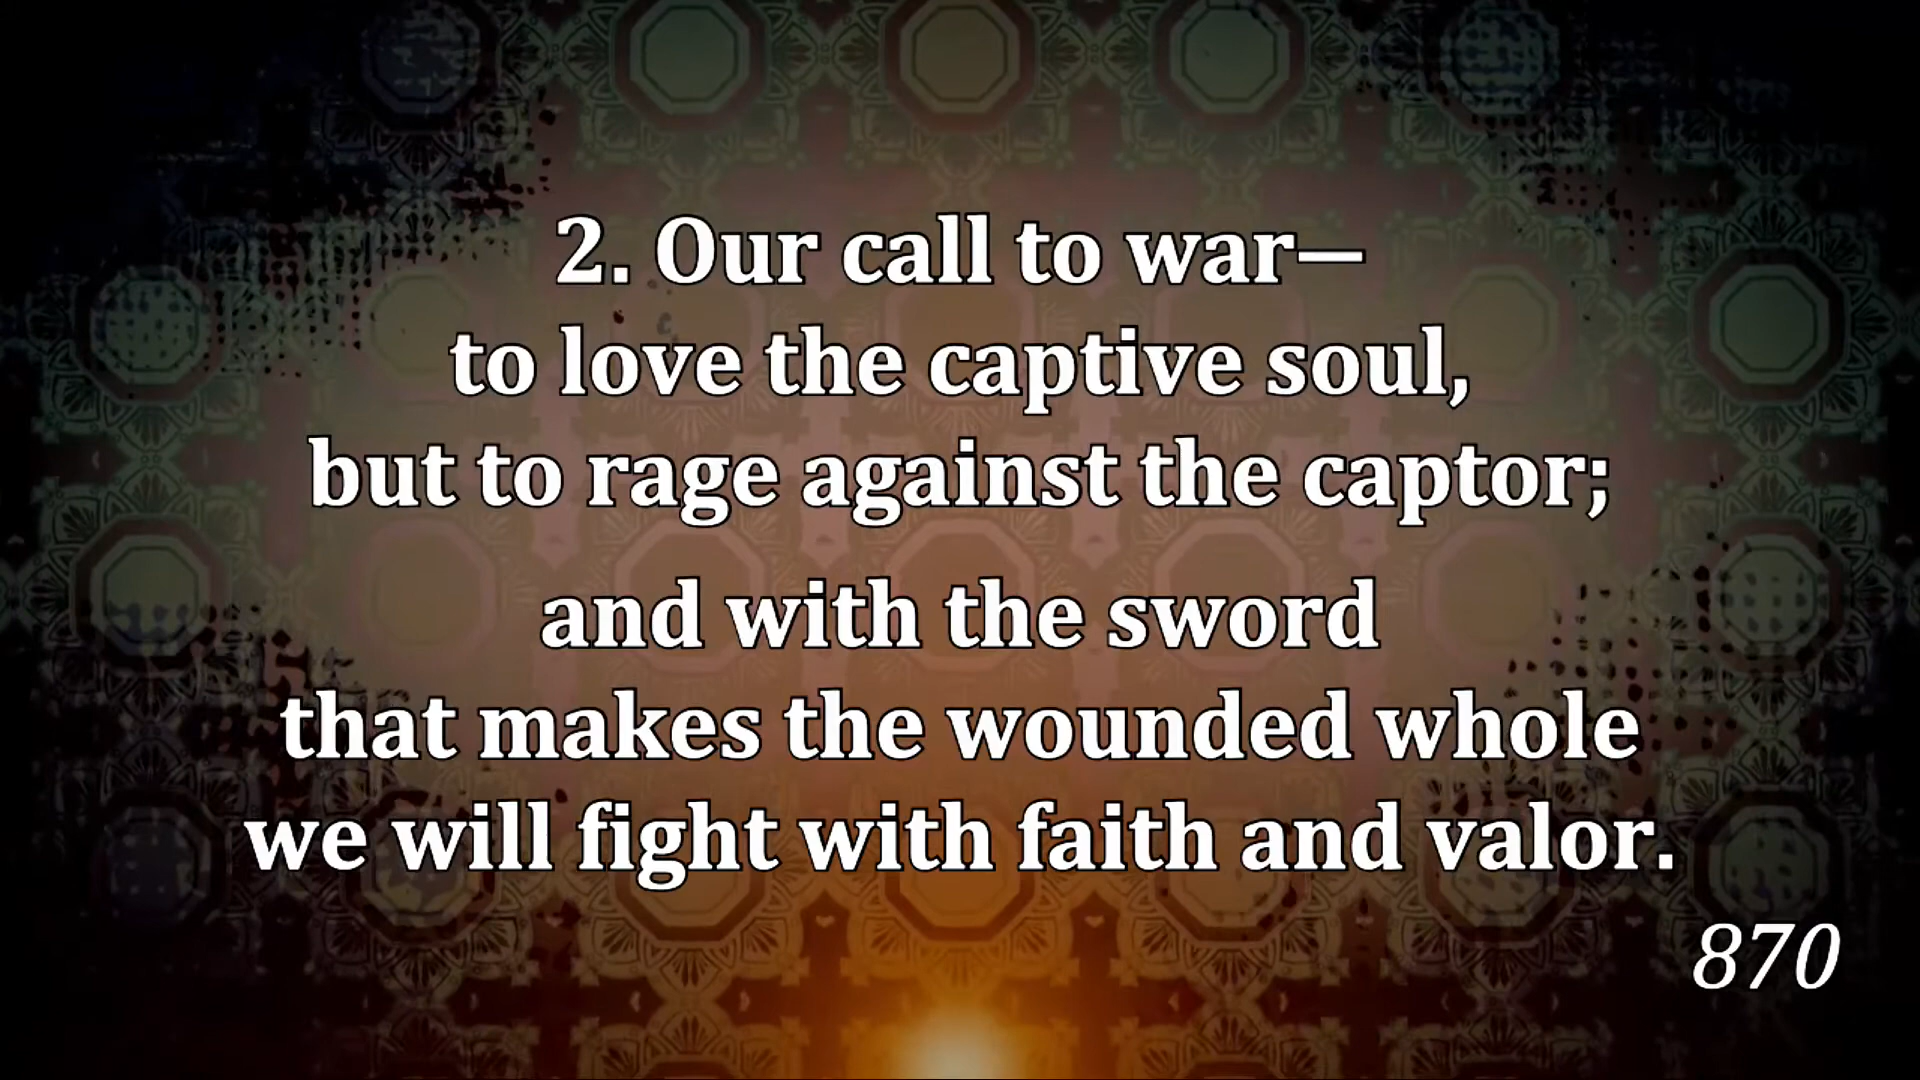 2. Our call to war—
to love the captive soul,
but to rage against the captor;
and with the sword
that makes the wounded whole
we will fight with faith and valor.
870